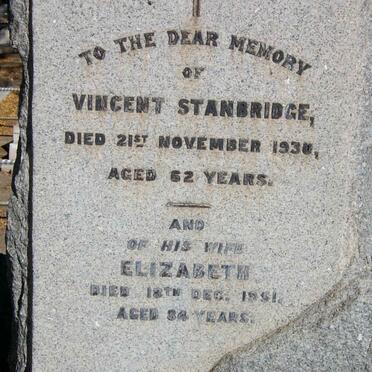 TO THE DEAR MEMORY
OF
VINCENT STANBRIDGE,
DIED 21ST NOVEMBER 1930,
AGED 62 YEARS.
AND
OF HIS WIFE
ELIZABETH
DIED 18TH DEC. 1951.
AGED 84 YEARS.